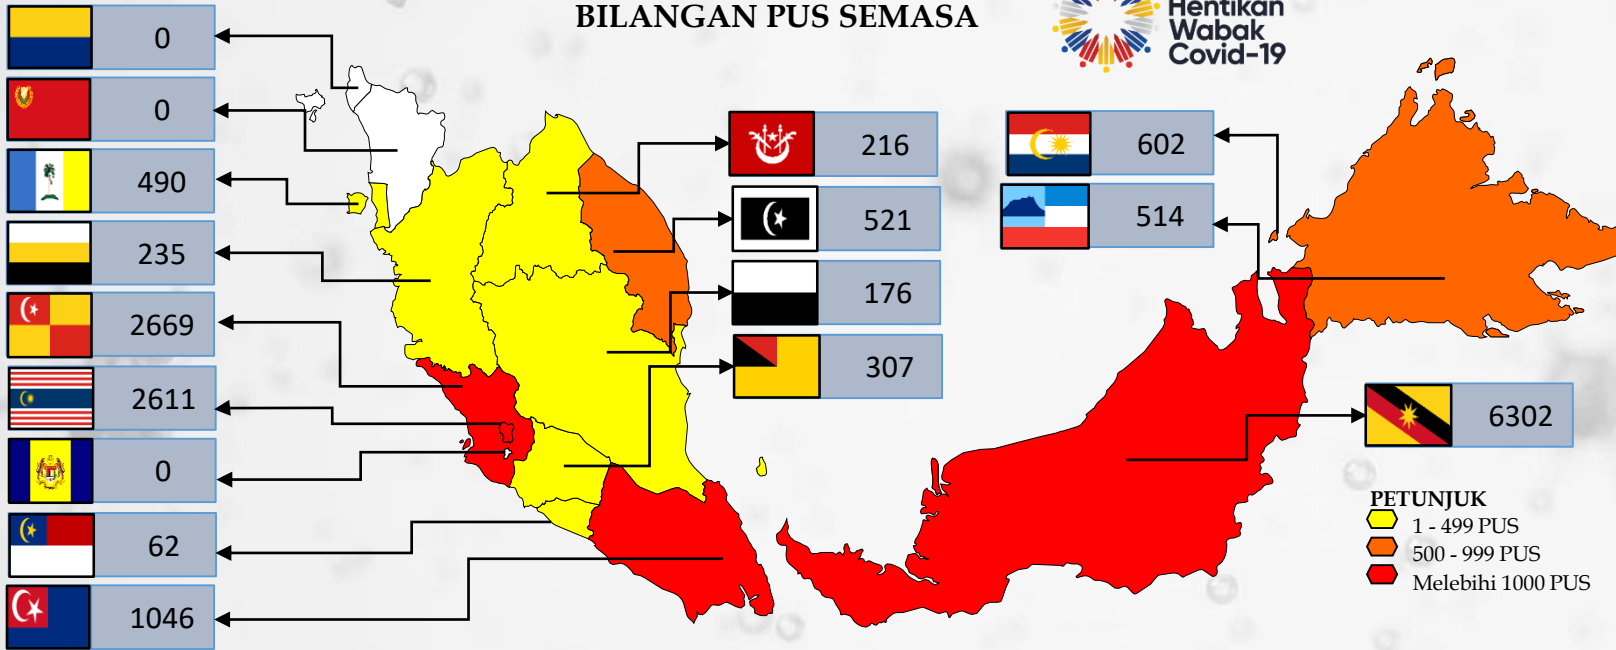 BILANGAN PUS SEMASA
Hentikan
Wabak
Covid-19
0
0
490
235
2669
2611
0
62
1046
216
521
176
307
602
514
6302
PETUNJUK
1 - 499 PUS
500 - 999 PUS
Melebihi 1000 PUS